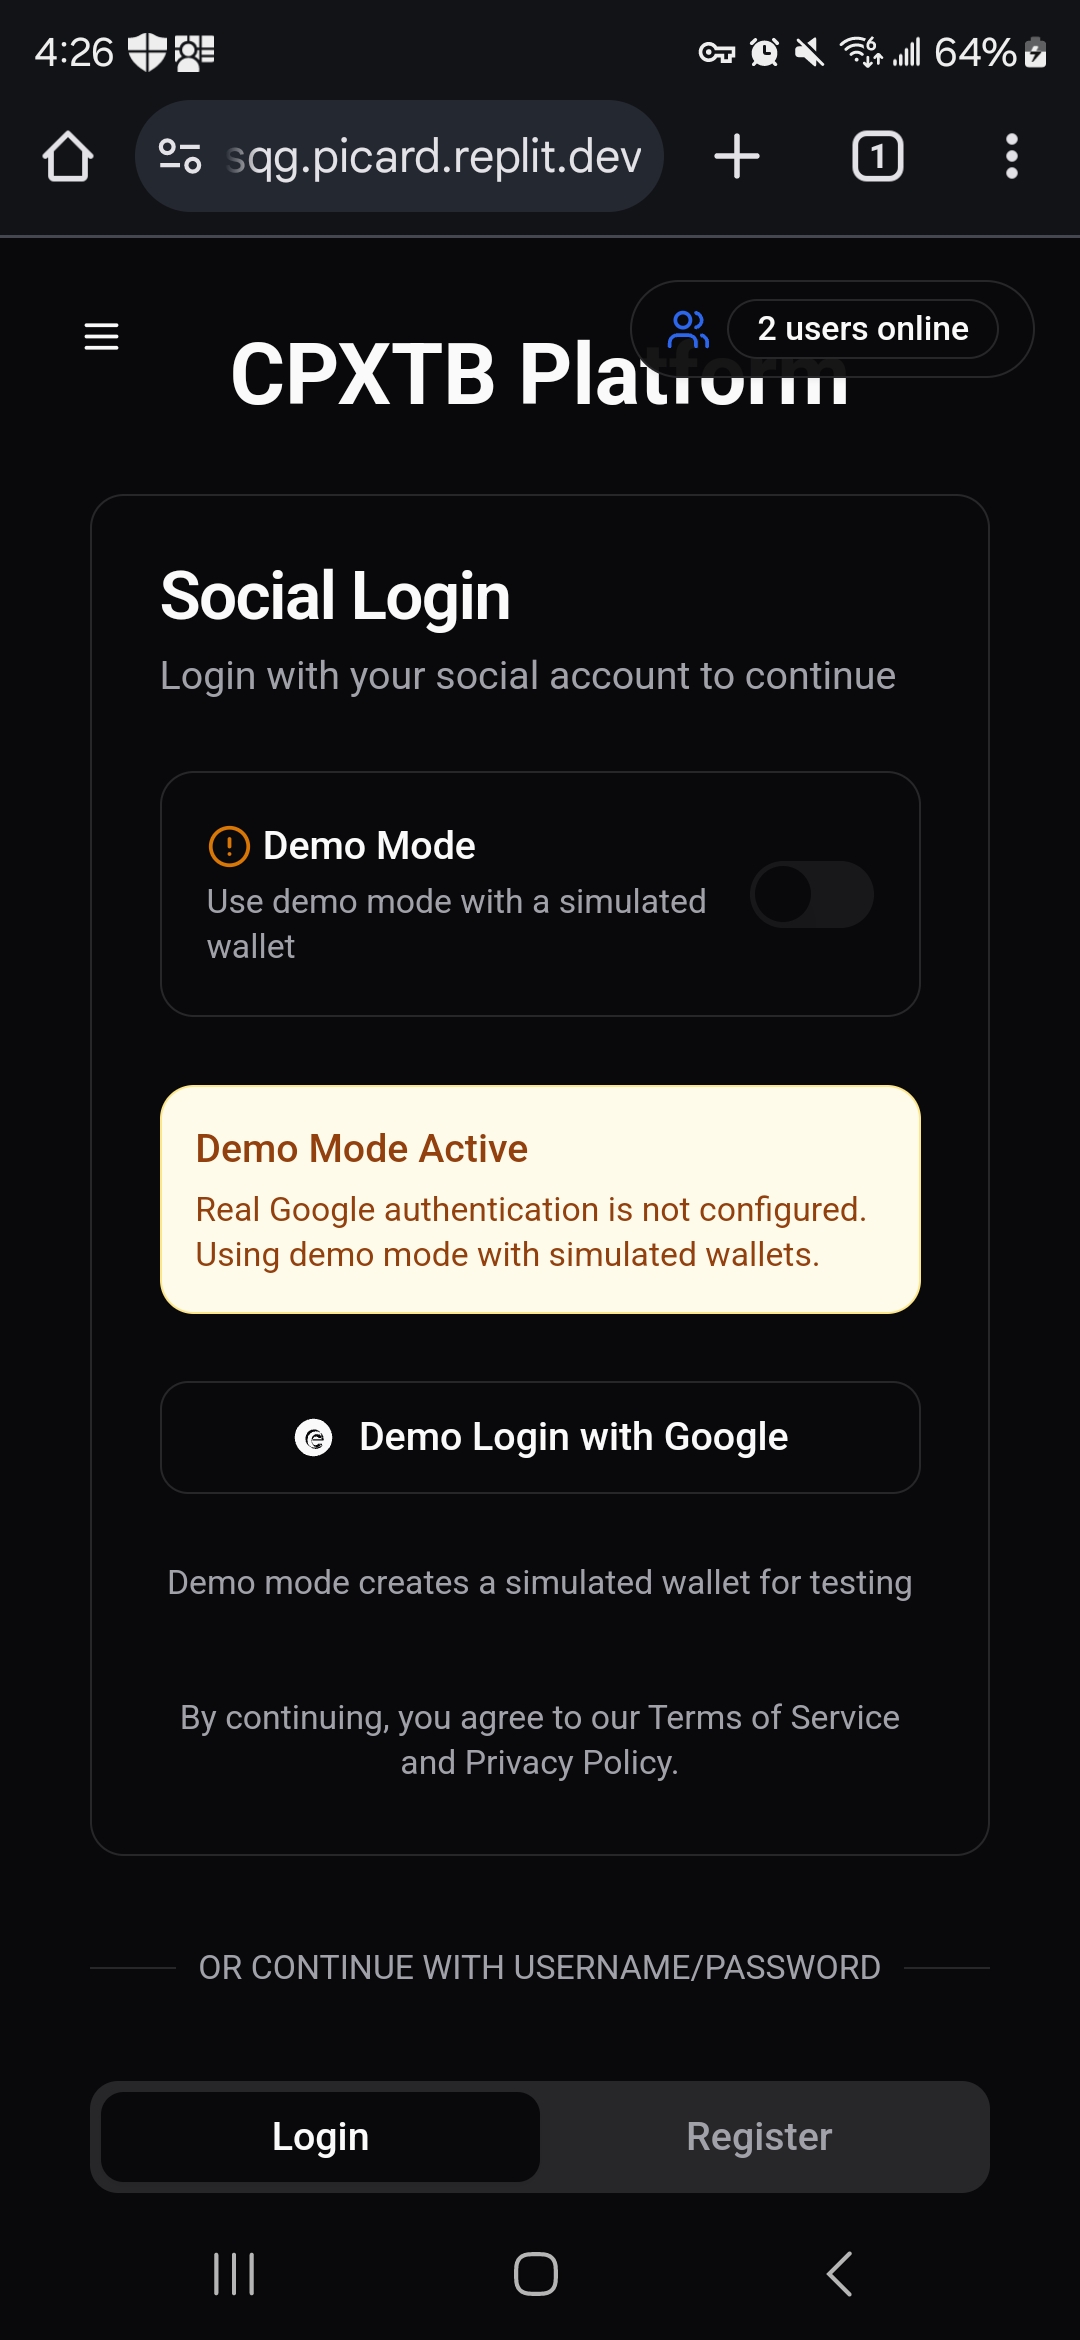 4:26
6
64%
sqg.picard.replit.dev
1
2 users online
CPXTB Platform
Social Login
Login with your social account to continue
Demo Mode
Use demo mode with a simulated
wallet
Demo Mode Active
Real Google authentication is not configured.
Using demo mode with simulated wallets.
Demo Login with Google
Demo mode creates a simulated wallet for testing
By continuing, you agree to our Terms of Service
and Privacy Policy.
OR CONTINUE WITH USERNAME/PASSWORD
Login
Register